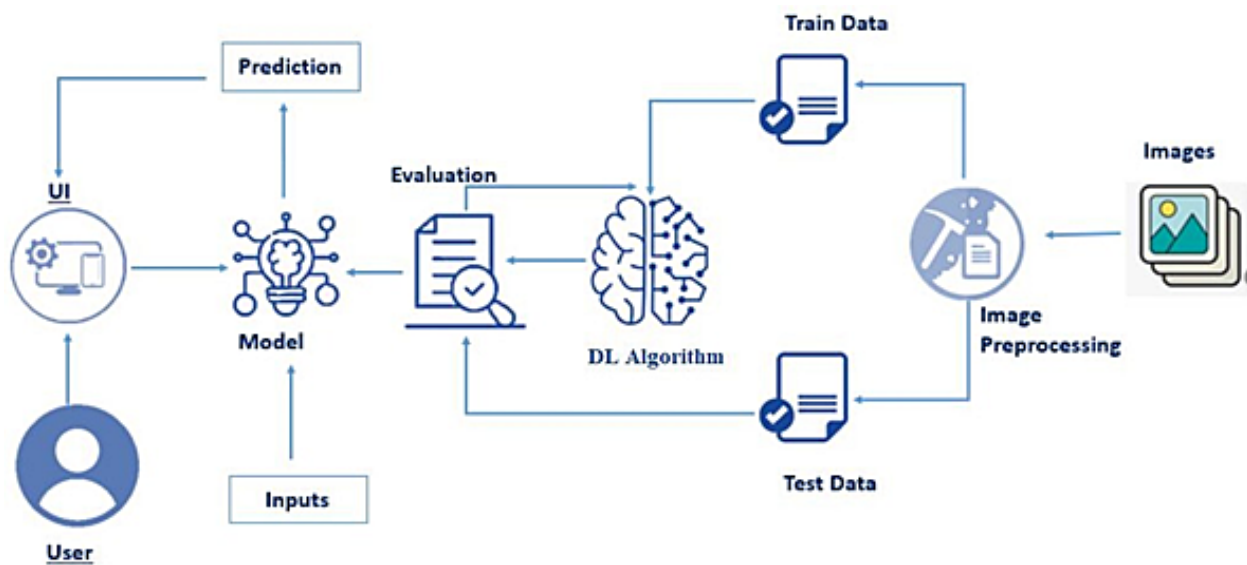 Train Data
Prediction
Images
Evaluation
UI
Image
Preprocessing
Model
DL Algorithm
Inputs
Test Data
User